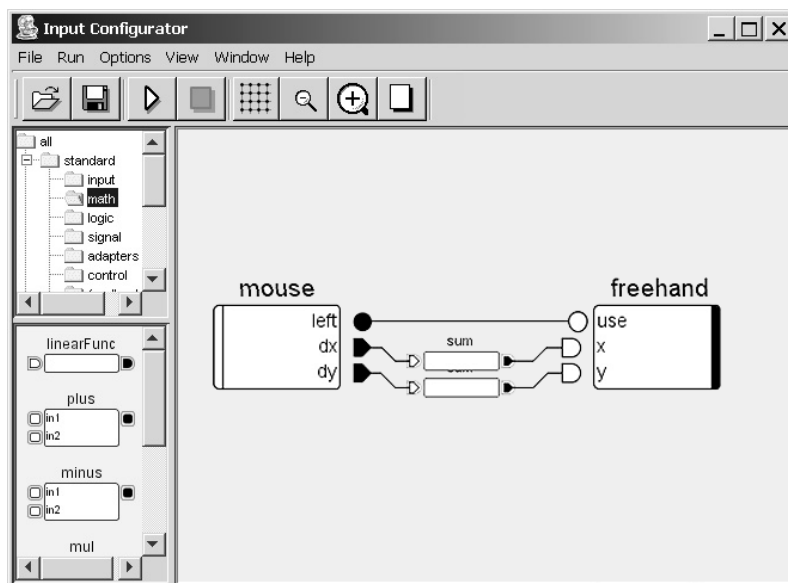 Input Configurator
File Run Options View Window Help
all
standard
input
math
logic
signal
adapters
control
linearFunc
plus
in1
in2
minus
in1
in2
mul
mouse
left
dx
dy
sum
freehand
use
x
y